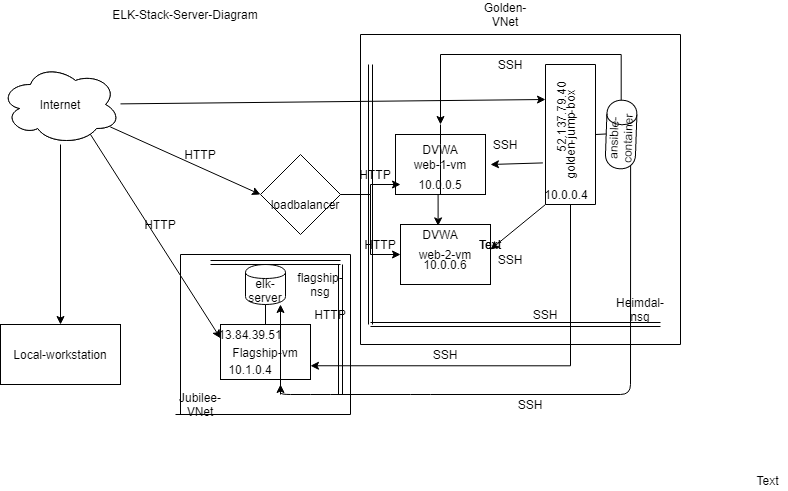 ELK-Stack-Server-Diagram
Golden-
VNet
SSH
Internet
52.137.79.40
golden-jump-box
10.0.0.4
ansible-
container
HTTP
DVWA
web-1-vm
10.0.0.5
SSH
HTTP
loadbalancer
HTTP
HTTP
DVWA
web-2-vm
10.0.0.6
Text
SSH
elk-
server
flagship-
nsg
HTTP
SSH
Heimdal-
nsg
13.84.39.51
Flagship-vm
10.1.0.4
Local-workstation
SSH
Jubilee-
VNet
SSH
Text